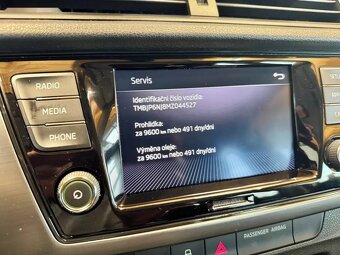 Servis
RADIO
MEDIA
PHONE
Identifikační číslo vozidla:
TMBJP6NJ8MZ044527
Prohlídka:
za 9600 km nebo 491 dny/dní
Výměna oleje:
za 9600 km nebo 491 dny/dní
PASSENGER AIRBAG